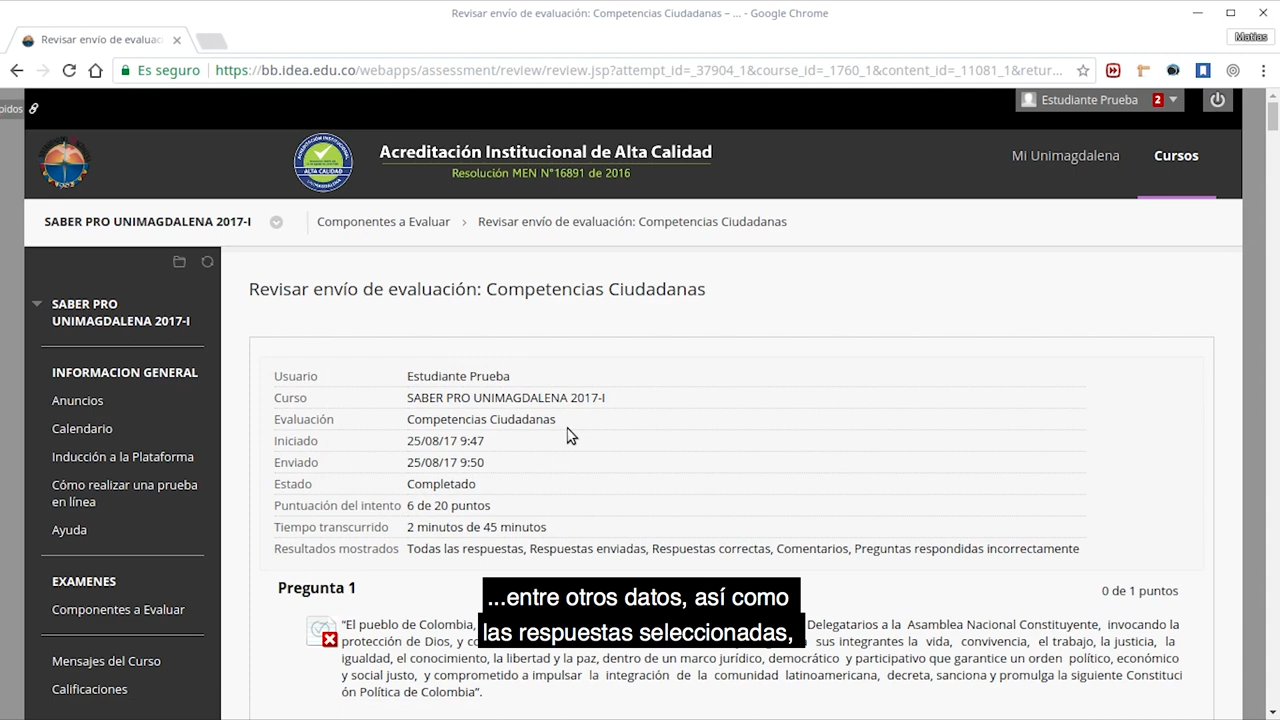 Revisar envío de evaluación: Competencias Ciudadanas – ... - Google Chrome
Revisar envío de evaluac
Matias
Es seguro
https://bb.idea.edu.co/webapps/assessment/review/review.jsp?attempt_id=_37904_1&course_id=_1760_1&content_id=_11081_1&retur...
pidos
Estudiante Prueba 2
Acreditación Institucional de Alta Calidad
Resolución MEN N°16891 de 2016
ALTA CALIDAD
Mi Unimagdalena
Cursos
SABER PRO UNIMAGDALENA 2017-I
Componentes a Evaluar › Revisar envío de evaluación: Competencias Ciudadanas
SABER PRO
UNIMAGDALENA 2017-I
INFORMACION GENERAL
Anuncios
Calendario
Inducción a la Plataforma
Cómo realizar una prueba
en línea
Ayuda
EXAMENES
Componentes a Evaluar
Mensajes del Curso
Calificaciones
Revisar envío de evaluación: Competencias Ciudadanas
Usuario Estudiante Prueba
Curso SABER PRO UNIMAGDALENA 2017-I
Evaluación Competencias Ciudadanas
Iniciado 25/08/17 9:47
Enviado 25/08/17 9:50
Estado Completado
Puntuación del intento 6 de 20 puntos
Tiempo transcurrido 2 minutos de 45 minutos
Resultados mostrados Todas las respuestas, Respuestas enviadas, Respuestas correctas, Comentarios, Preguntas respondidas incorrectamente
Pregunta 1
0 de 1 puntos
“El pueblo de Colombia, Delegatarios a la Asamblea Nacional Constituyente, invocando la
protección de Dios, y sus integrantes la vida, convivencia, el trabajo, la justicia, la
igualdad, el conocimiento, la libertad y la paz, dentro de un marco jurídico, democrático y participativo que garantice un orden político, económico
y social justo, y comprometido a impulsar la integración de la comunidad latinoamericana, decreta, sanciona y promulga la siguiente Constituci
ón Política de Colombia”.
...entre otros datos, así como
las respuestas seleccionadas,